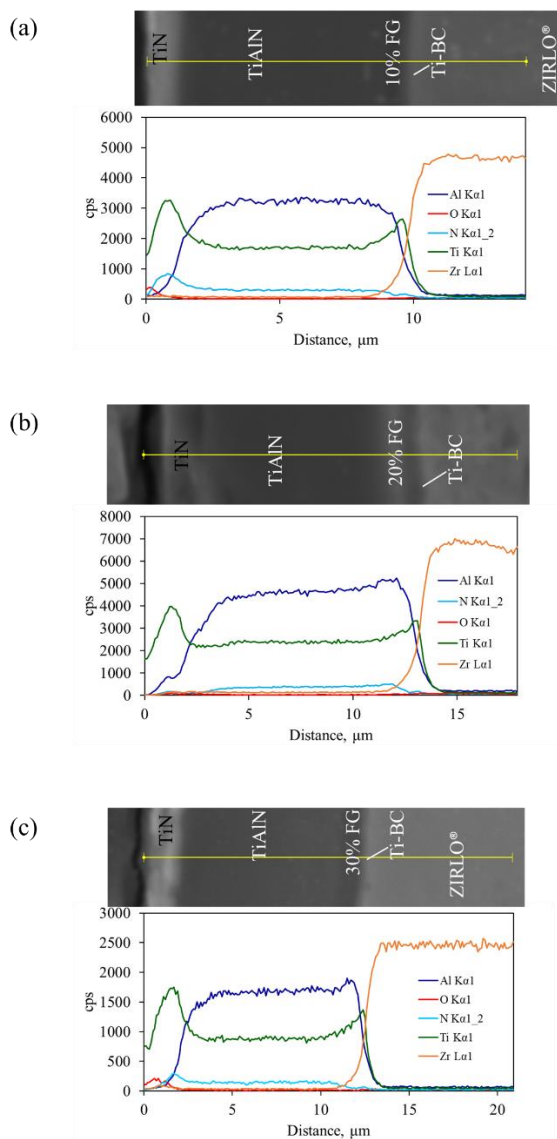 (a)
TiN
TiAlN
10% FG
Ti-BC
ZIRLO®
6000
5000
4000
3000
2000
1000
0
cps
Al Kα1
O Kα1
N Kα1_2
Ti Kα1
Zr Lα1
0 5 10
Distance, μm
(b)
TiN
TiAlN
20% FG
Ti-BC
8000
7000
6000
5000
4000
3000
2000
1000
0
cps
Al Kα1
N Kα1_2
O Kα1
Ti Kα1
Zr Lα1
0 5 10 15
Distance, μm
(c)
TiN
TiAlN
30% FG
Ti-BC
ZIRLO®
3000
2500
2000
1500
1000
500
0
cps
Al Kα1
O Kα1
N Kα1_2
Ti Kα1
Zr Lα1
0 5 10 15 20
Distance, μm